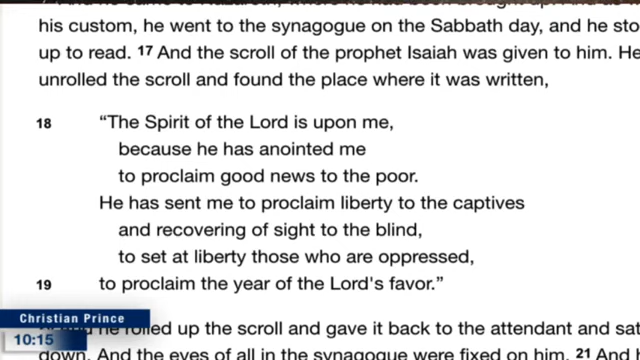 his custom, he went to the synagogue on the Sabbath day, and he sto
up to read. 17 And the scroll of the prophet Isaiah was given to him. He
unrolled the scroll and found the place where it was written,
18 “The Spirit of the Lord is upon me,
because he has anointed me
to proclaim good news to the poor.
He has sent me to proclaim liberty to the captives
and recovering of sight to the blind,
to set at liberty those who are oppressed,
19 to proclaim the year of the Lord's favor.”
he rolled up the scroll and gave it back to the attendant and sat
down. And the eyes of all in the synagogue were fixed on him. 21 And
Christian Prince
10:15